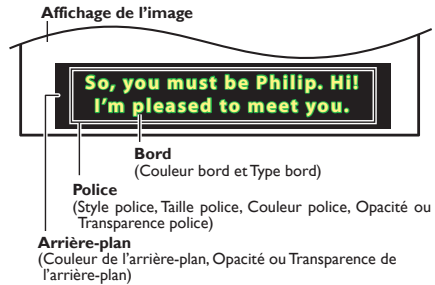 Affichage de l'image
So, you must be Philip. Hi!
I'm pleased to meet you.
Bord
(Couleur bord et Type bord)
Police
(Style police, Taille police, Couleur police, Opacité ou
Transparence police)
Arrière-plan
(Couleur de l'arrière-plan, Opacité ou Transparence de
l'arrière-plan)